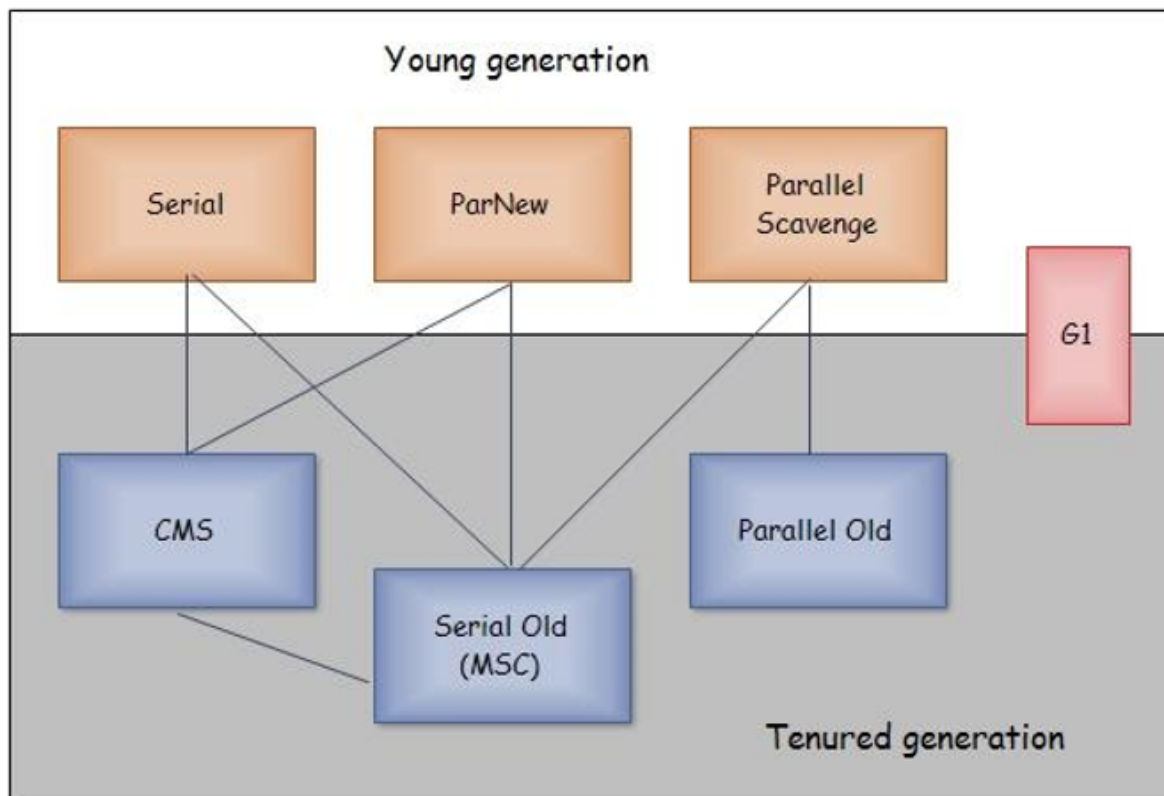 Young generation
Serial
ParNew
Parallel
Scavenge
G1
CMS
Serial Old
(MSC)
Parallel Old
Tenured generation